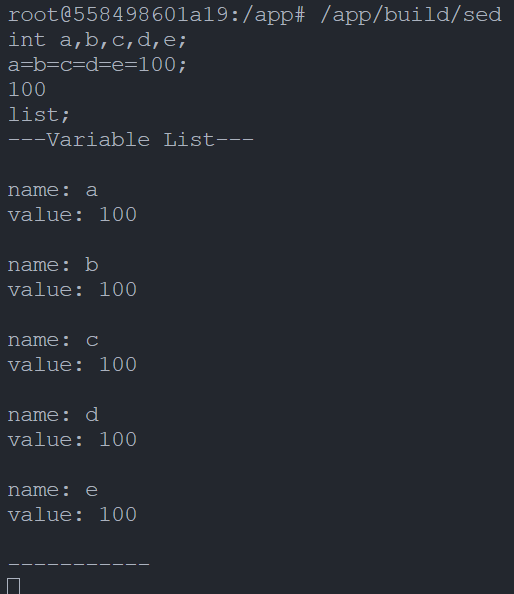 root@558498601a19:/app# /app/build/sed
int a,b,c,d,e;
a=b=c=d=e=100;
100
list;
---Variable List---
name: a
value: 100
name: b
value: 100
name: c
value: 100
name: d
value: 100
name: e
value: 100
-----------